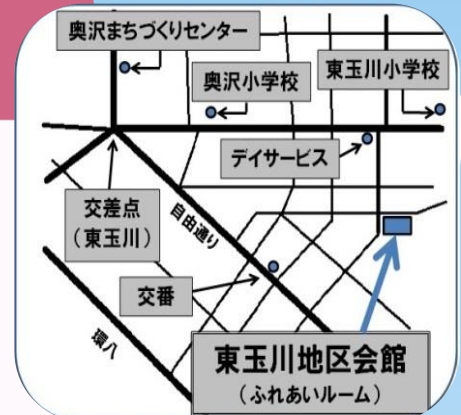 奥沢まちづくりセンター
奥沢小学校
東玉川小学校
デイサービス
交差点
（東玉川）
自由通り
交番
環八
東玉川地区会館
（ふれあいルーム）